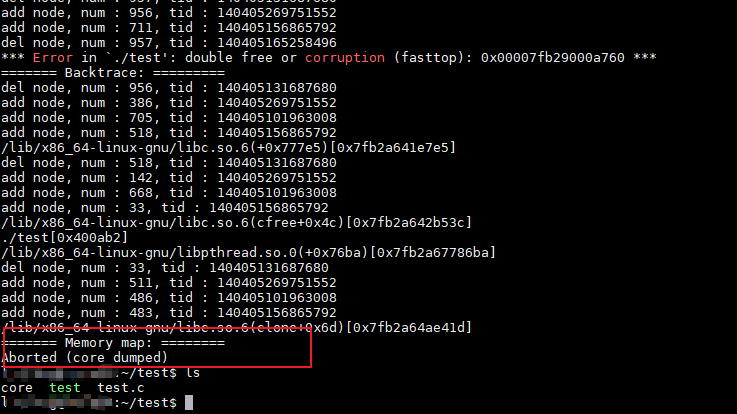 add node, num : 956, tid : 140405269751552
add node, num : 711, tid : 140405156865792
del node, num : 957, tid : 140405165258496
*** Error in `./test': double free or corruption (fasttop): 0x00007fb29000a760 ***
======= Backtrace: =========
del node, num : 956, tid : 140405131687680
add node, num : 386, tid : 140405269751552
add node, num : 705, tid : 140405101963008
add node, num : 518, tid : 140405156865792
/lib/x86_64-linux-gnu/libc.so.6(+0x777e5)[0x7fb2a641e7e5]
del node, num : 518, tid : 140405131687680
add node, num : 142, tid : 140405269751552
add node, num : 668, tid : 140405101963008
add node, num : 33, tid : 140405156865792
/lib/x86_64-linux-gnu/libc.so.6(cfree+0x4c)[0x7fb2a642b53c]
./test[0x400ab2]
/lib/x86_64-linux-gnu/libpthread.so.0(+0x76ba)[0x7fb2a67786ba]
del node, num : 33, tid : 140405131687680
add node, num : 511, tid : 140405269751552
add node, num : 486, tid : 140405101963008
add node, num : 483, tid : 140405156865792
/lib/x86_64-linux-gnu/libc.so.6(clone+0x6d)[0x7fb2a64ae41d]
======= Memory map: ========
Aborted (core dumped)
:~/test$ ls
core test test.c
:~/test$